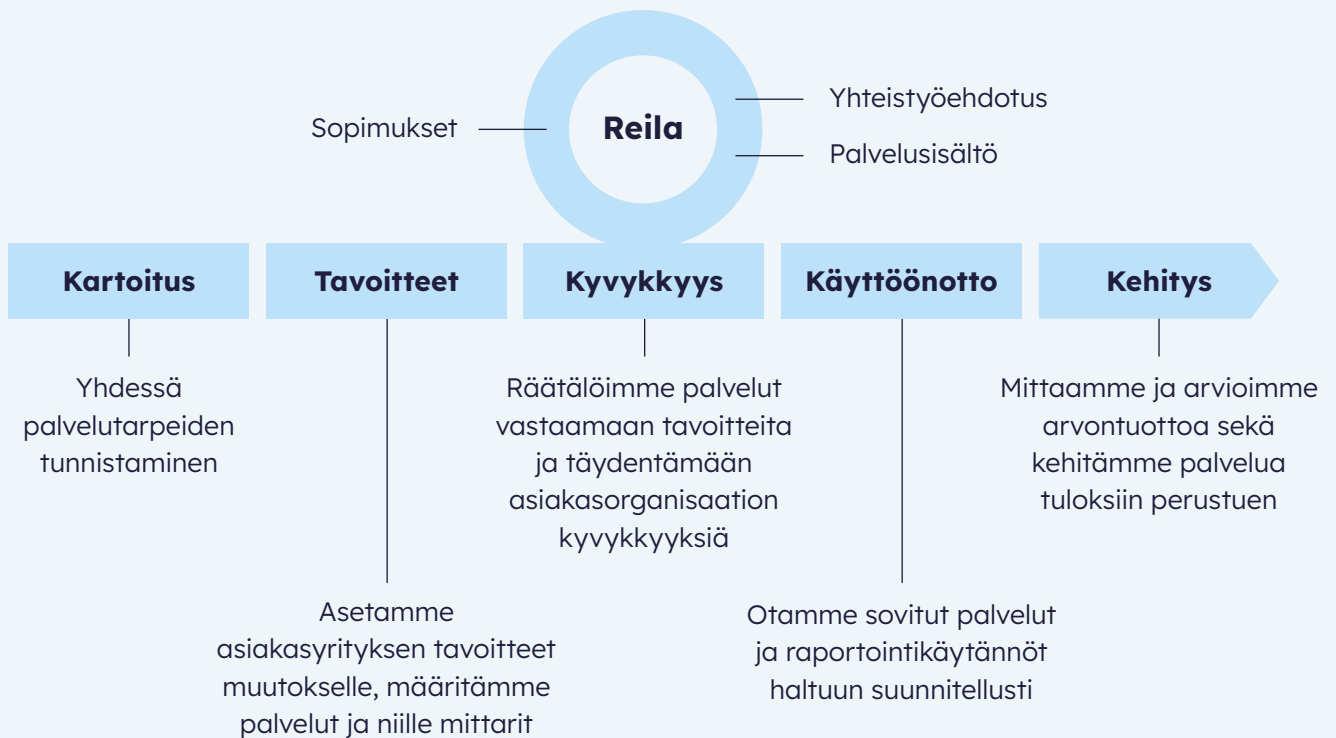 Sopimukset
Reila
Yhteistyöehdotus
Palvelusisältö
Kartoitus
Tavoitteet
Kyvykkyys
Käyttöönotto
Kehitys
Yhdessä
palvelutarpeiden
tunnistaminen
Asetamme
asiakasyrityksen tavoitteet
muutokselle, määritämme
palvelut ja niille mittarit
Räätälöimme palvelut
vastaamaan tavoitteita
ja täydentämään
asiakasorganisaation
kyvykkyyksiä
Otamme sovitut palvelut
ja raportointikäytännöt
haltuun suunnitellusti
Mittaamme ja arvioimme
arvontuottoa sekä
kehitämme palvelua
tuloksiin perustuen